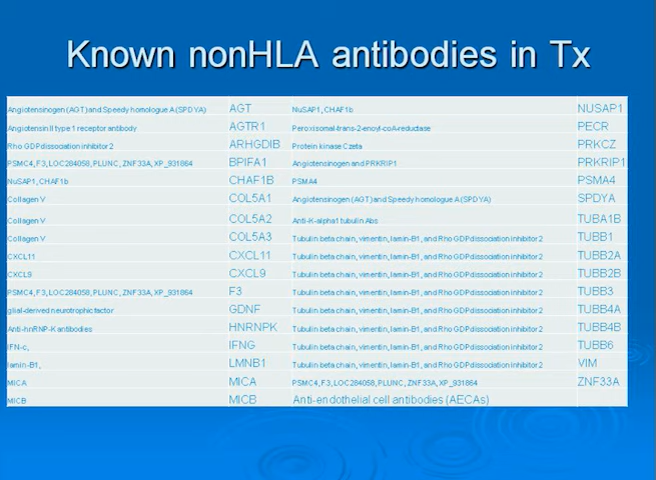 Known nonHLA antibodies in Tx
Angiotensinogen (AGT) and Speedy homologue A (SPDYA) AGT NuSAP1, CHAF1b NUSAP1
Angiotensin II type 1 receptor antibody AGTR1 Peroxisomal-trans-2-enoyl-coA-reductase PECR
Rho GDP dissociation inhibitor 2 ARHGDIB Protein kinase Czeta PRKCZ
PSMC4, F3, LOC284058, PLUNC, ZNF33A, XP_931864 BPIFA1 Angiotensinogen and PRKRIP1 PRKRIP1
NuSAP1, CHAF1b CHAF1B PSMA4 PSMA4
Collagen V COL5A1 Angiotensinogen (AGT) and Speedy homologue A (SPDYA) SPDYA
Collagen V COL5A2 Anti-K-alpha1 tubulin Abs TUBA1B
Collagen V COL5A3 Tubulin beta chain, vimentin, lamin-B1, and Rho GDP dissociation inhibitor 2 TUBB1
CXCL11 CXCL11 Tubulin beta chain, vimentin, lamin-B1, and Rho GDP dissociation inhibitor 2 TUBB2A
CXCL9 CXCL9 Tubulin beta chain, vimentin, lamin-B1, and Rho GDP dissociation inhibitor 2 TUBB2B
PSMC4, F3, LOC284058, PLUNC, ZNF33A, XP_931864 F3 Tubulin beta chain, vimentin, lamin-B1, and Rho GDP dissociation inhibitor 2 TUBB3
glial-derived neurotrophic factor GDNF Tubulin beta chain, vimentin, lamin-B1, and Rho GDP dissociation inhibitor 2 TUBB4A
Anti-hnRNP-K antibodies HNRNPK Tubulin beta chain, vimentin, lamin-B1, and Rho GDP dissociation inhibitor 2 TUBB4B
IFN-c, IFNG Tubulin beta chain, vimentin, lamin-B1, and Rho GDP dissociation inhibitor 2 TUBB6
lamin-B1, LMNB1 Tubulin beta chain, vimentin, lamin-B1, and Rho GDP dissociation inhibitor 2 VIM
MICA MICA PSMC4, F3, LOC284058, PLUNC, ZNF33A, XP_931864 ZNF33A
MICB MICB Anti-endothelial cell antibodies (AECAs)